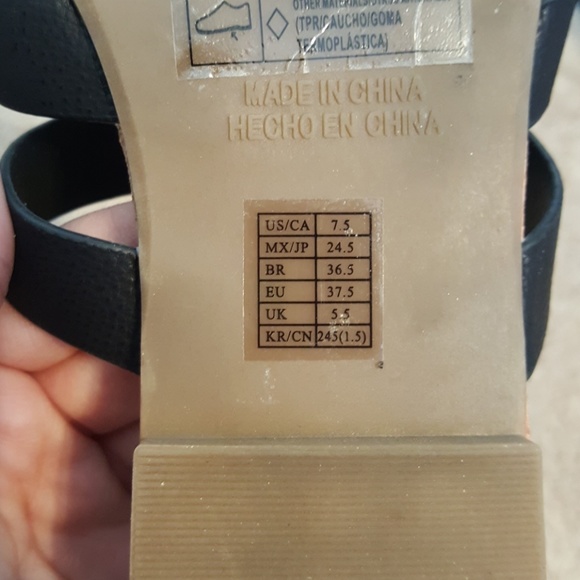 OTHER MATERIALS
(TPR/CAUCHO/GOMA
TERMOPLÁSTICA)
MADE IN CHINA
HECHO EN CHINA
US/CA 7.5
MX/JP 24.5
BR 36.5
EU 37.5
UK 5.5
KR/CN 245(1.5)